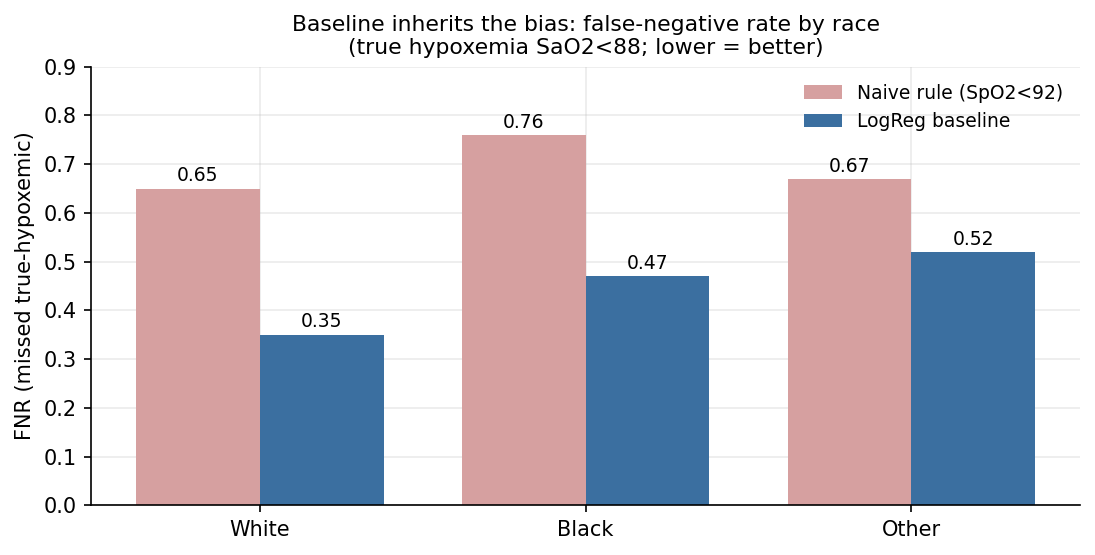 Baseline inherits the bias: false-negative rate by race
(true hypoxemia SaO2<88; lower = better)
FNR (missed true-hypoxemic)
0.9
0.8
0.7
0.6
0.5
0.4
0.3
0.2
0.1
0.0
Naive rule (SpO2<92)
LogReg baseline
0.65
0.35
0.76
0.47
0.67
0.52
White
Black
Other